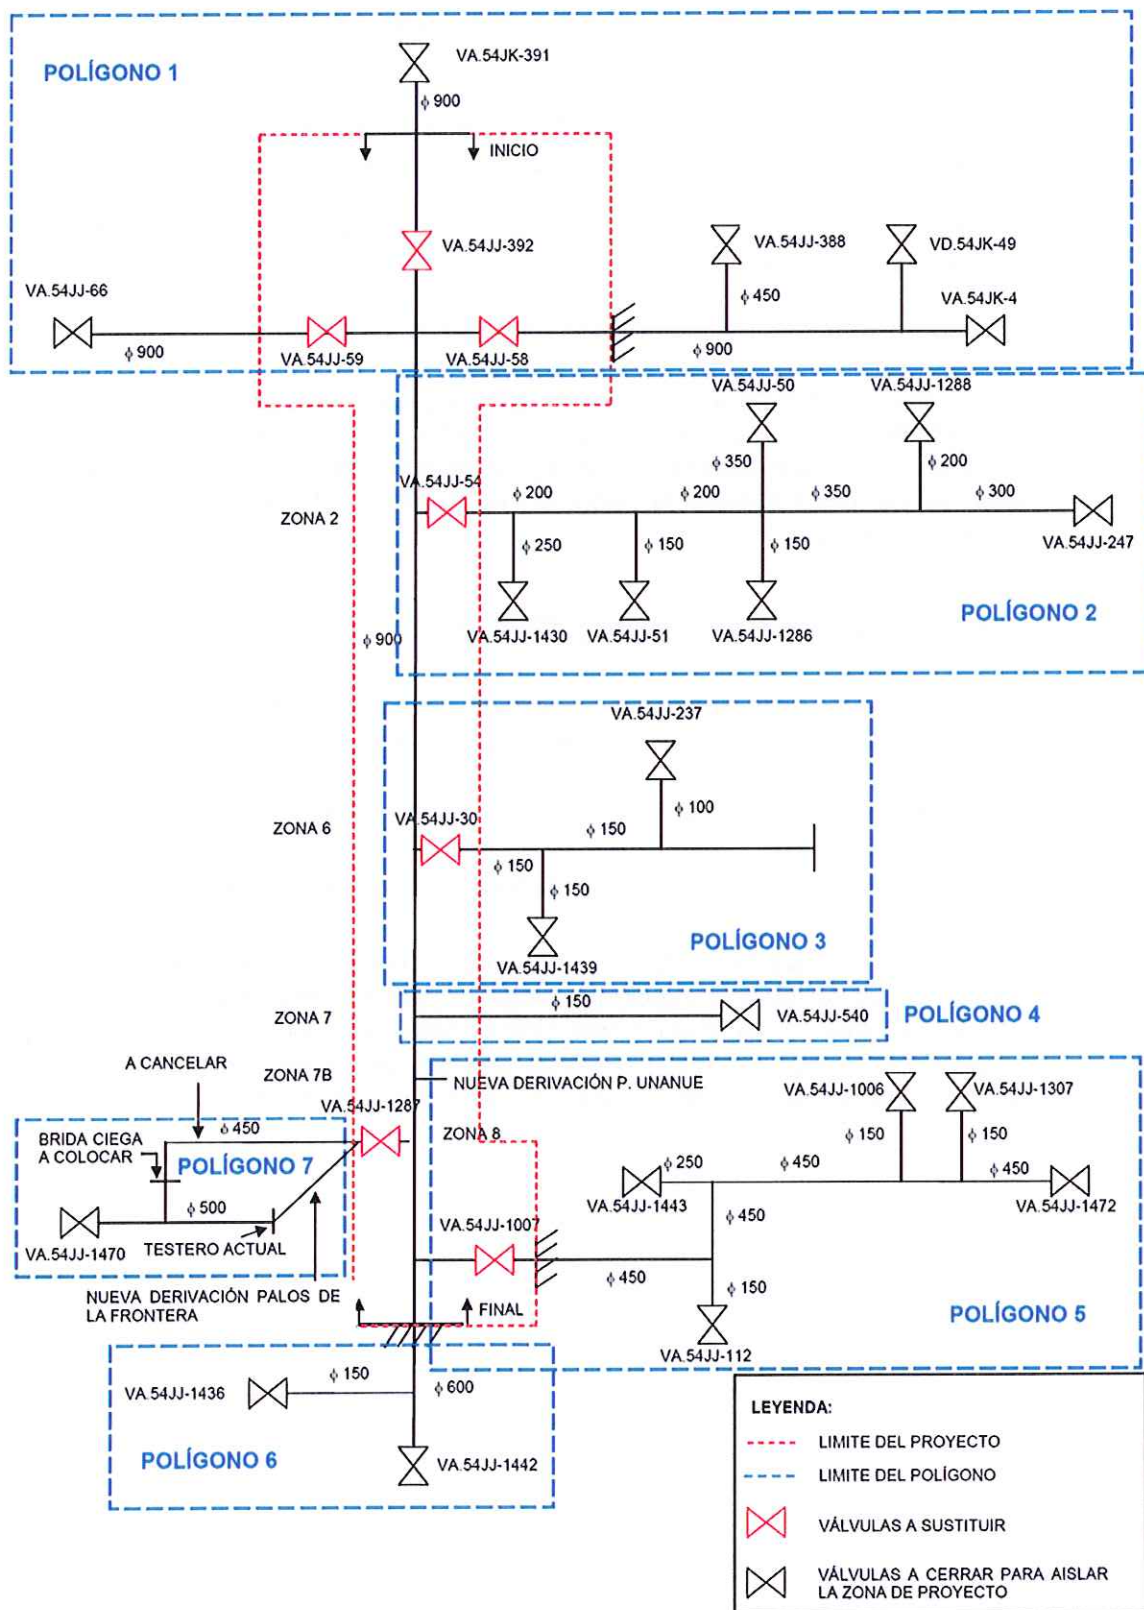 POLÍGONO 1
VA.54JK-391
ϕ 900
INICIO
VA.54JJ-392
VA.54JJ-388
VD.54JK-49
VA.54JJ-66
ϕ 450
VA.54JK-4
ϕ 900
VA.54JJ-59
VA.54JJ-58
ϕ 900
VA.54JJ-50
VA.54JJ-1288
ϕ 350
ϕ 200
VA.54JJ-54
ϕ 200
ϕ 200
ϕ 350
ϕ 300
ZONA 2
ϕ 250
ϕ 150
ϕ 150
VA.54JJ-247
VA.54JJ-1430
VA.54JJ-51
VA.54JJ-1286
POLÍGONO 2
ϕ 900
VA.54JJ-237
ϕ 100
ZONA 6
VA.54JJ-30
ϕ 150
ϕ 150
ϕ 150
POLÍGONO 3
VA.54JJ-1439
ϕ 150
ZONA 7
VA.54JJ-540
POLÍGONO 4
A CANCELAR
ZONA 7B
NUEVA DERIVACIÓN P. UNANUE
VA.54JJ-1006
VA.54JJ-1307
VA.54JJ-1287
ϕ 450
ZONA 8
BRIDA CIEGA
A COLOCAR
POLÍGONO 7
ϕ 150
ϕ 150
ϕ 250
ϕ 450
ϕ 450
ϕ 500
VA.54JJ-1443
VA.54JJ-1472
VA.54JJ-1007
ϕ 450
VA.54JJ-1470
TESTERO ACTUAL
ϕ 450
ϕ 150
NUEVA DERIVACIÓN PALOS DE
LA FRONTERA
FINAL
POLÍGONO 5
VA.54JJ-112
VA.54JJ-1436
ϕ 150
ϕ 600
POLÍGONO 6
VA.54JJ-1442
LEYENDA:
LIMITE DEL PROYECTO
LIMITE DEL POLÍGONO
VÁLVULAS A SUSTITUIR
VÁLVULAS A CERRAR PARA AISLAR
LA ZONA DE PROYECTO